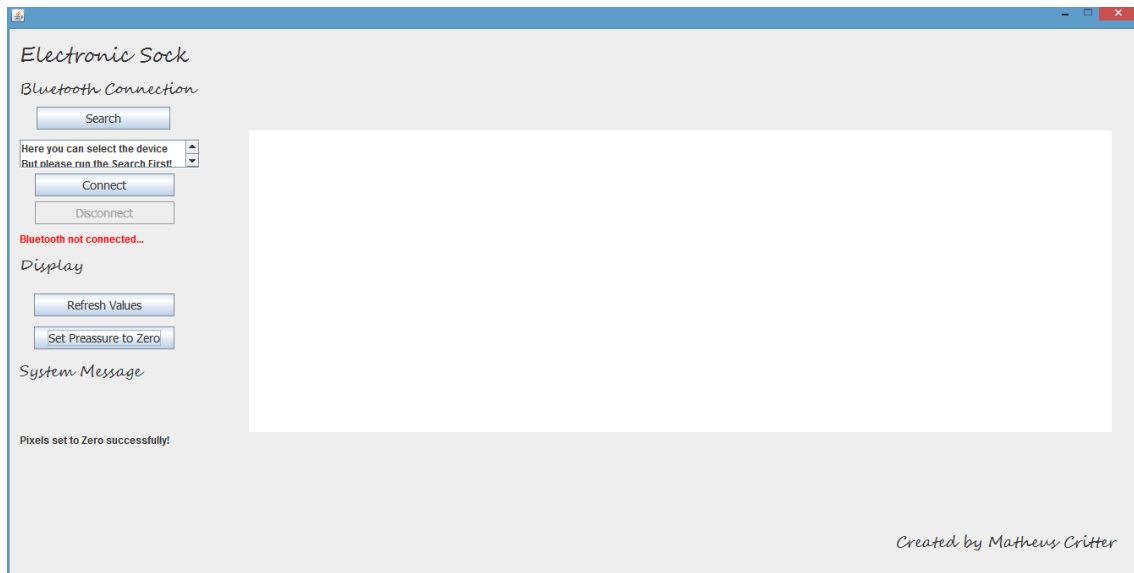 Electronic Sock
Bluetooth Connection
Search
Here you can select the device
But please run the Search First!
Connect
Disconnect
Bluetooth not connected...
Display
Refresh Values
Set Preassure to Zero
System Message
Pixels set to Zero successfully!
Created by Matheus Critter